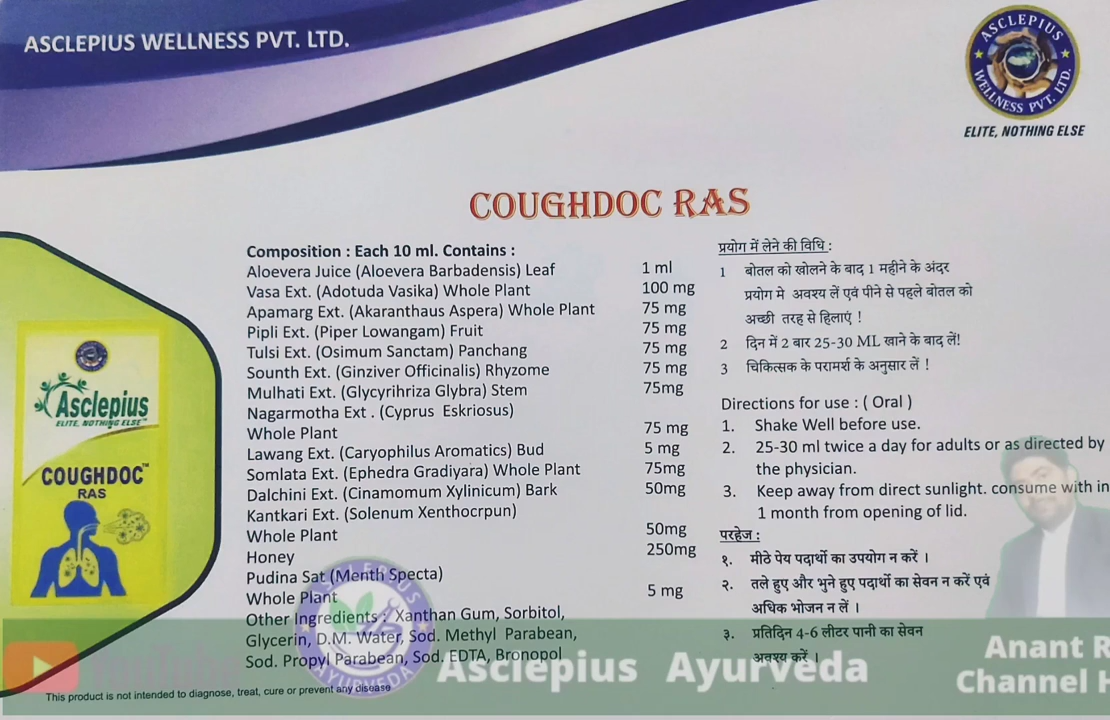 ASCLEPIUS WELLNESS PVT. LTD.
ASCLEPIUS
WELLNESS PVT. LTD.
ELITE, NOTHING ELSE
COUGHDOC RAS
Composition : Each 10 ml. Contains :
Aloevera Juice (Aloevera Barbadensis) Leaf 1 ml
Vasa Ext. (Adotuda Vasika) Whole Plant 100 mg
Apamarg Ext. (Akaranthaus Aspera) Whole Plant 75 mg
Pipli Ext. (Piper Lowangam) Fruit 75 mg
Tulsi Ext. (Osimum Sanctam) Panchang 75 mg
Sounth Ext. (Ginziver Officinalis) Rhyzome 75 mg
Mulhati Ext. (Glycyrihriza Glybra) Stem 75mg
Nagarmotha Ext . (Cyprus Eskriosus)
Whole Plant 75 mg
Lawang Ext. (Caryophilus Aromatics) Bud 5 mg
Somlata Ext. (Ephedra Gradiyara) Whole Plant 75mg
Dalchini Ext. (Cinamomum Xylinicum) Bark 50mg
Kantkari Ext. (Solenum Xenthocrpun)
Whole Plant 50mg
Honey 250mg
Pudina Sat (Menth Specta)
Whole Plant 5 mg
Other Ingredients : Xanthan Gum, Sorbitol,
Glycerin, D.M. Water, Sod. Methyl Parabean,
Sod. Propyl Parabean, Sod. EDTA, Bronopol
प्रयोग में लेने की विधि :
1 बोतल को खोलने के बाद 1 महीने के अंदर
प्रयोग मे अवश्य लें एवं पीने से पहले बोतल को
अच्छी तरह से हिलाएं !
2 दिन में 2 बार 25-30 ML खाने के बाद लें!
3 चिकित्सक के परामर्श के अनुसार लें !
Directions for use : ( Oral )
1. Shake Well before use.
2. 25-30 ml twice a day for adults or as directed by
the physician.
3. Keep away from direct sunlight. consume with in
1 month from opening of lid.
परहेज :
१. मीठे पेय पदार्थो का उपयोग न करें ।
२. तले हुए और भुने हुए पदार्थो का सेवन न करें एवं
अधिक भोजन न लें ।
३. प्रतिदिन 4-6 लीटर पानी का सेवन
अवश्य करें ।
Asclepius
ELITE, NOTHING ELSE™
COUGHDOC™
RAS
This product is not intended to diagnose, treat, cure or prevent any disease
YouTube
ASCLEPIUS
AYURVEDA
Asclepius Ayurveda
Anant R
Channel H